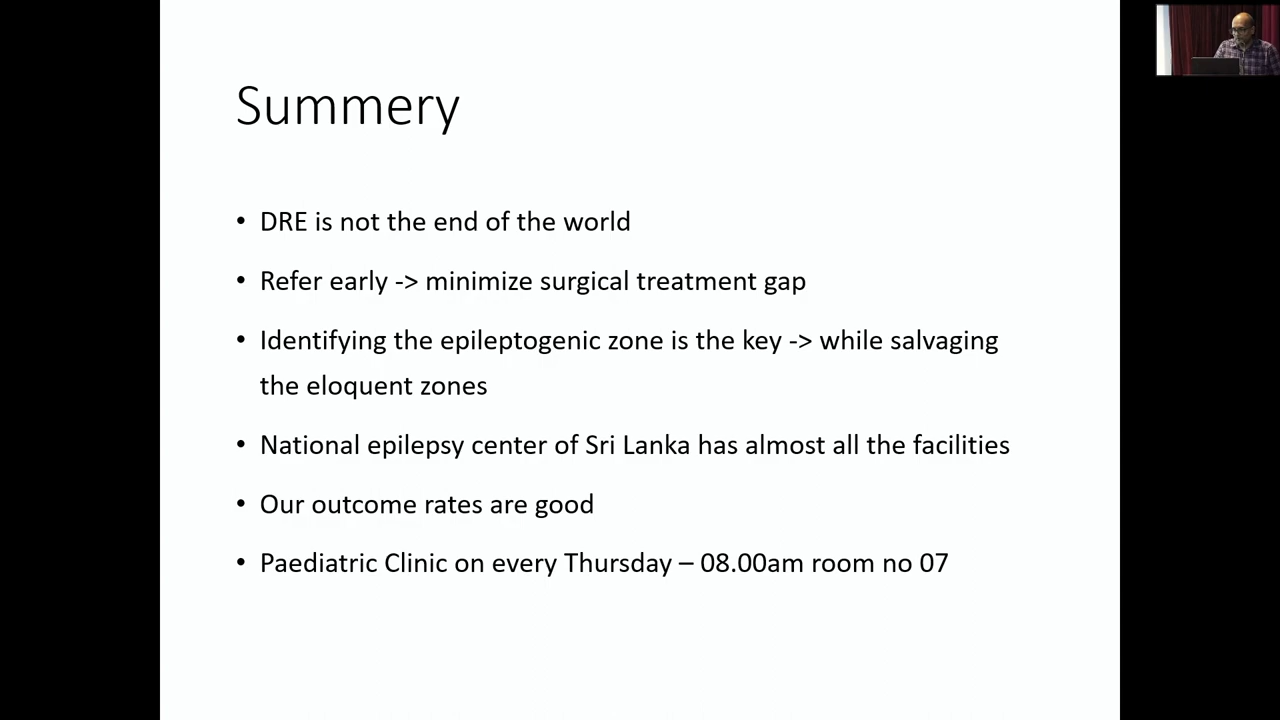 Summery
• DRE is not the end of the world
• Refer early -> minimize surgical treatment gap
• Identifying the epileptogenic zone is the key -> while salvaging
the eloquent zones
• National epilepsy center of Sri Lanka has almost all the facilities
• Our outcome rates are good
• Paediatric Clinic on every Thursday – 08.00am room no 07